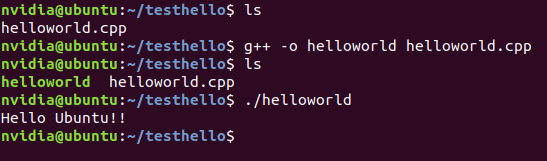 nvidia@ubuntu:~/testhello$ ls
helloworld.cpp
nvidia@ubuntu:~/testhello$ g++ -o helloworld helloworld.cpp
nvidia@ubuntu:~/testhello$ ls
helloworld  helloworld.cpp
nvidia@ubuntu:~/testhello$ ./helloworld
Hello Ubuntu!!
nvidia@ubuntu:~/testhello$